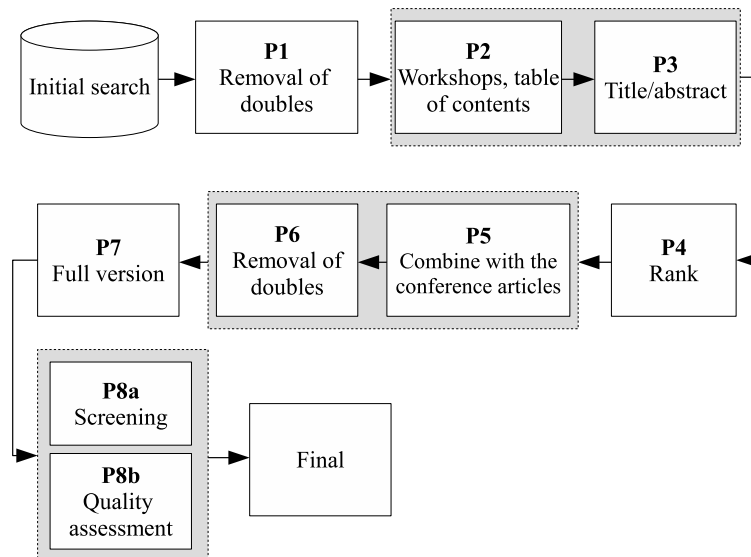 Initial search
P1
Removal of
doubles
P2
Workshops, table
of contents
P3
Title/abstract
P7
Full version
P6
Removal of
doubles
P5
Combine with the
conference articles
P4
Rank
P8a
Screening
P8b
Quality
assessment
Final